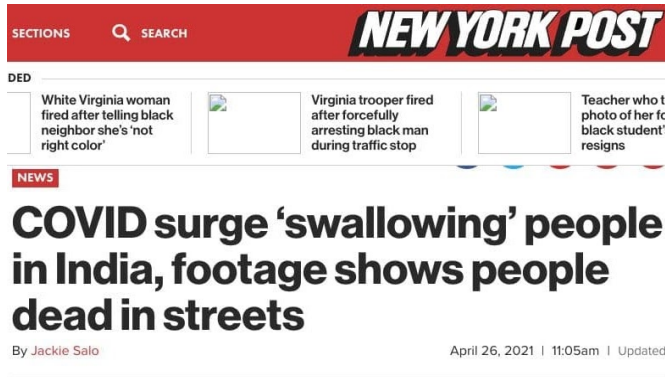 SECTIONS
SEARCH
NEW YORK POST
DED
White Virginia woman
fired after telling black
neighbor she's ‘not
right color’
Virginia trooper fired
after forcefully
arresting black man
during traffic stop
Teacher who t
photo of her fo
black student'
resigns
NEWS
COVID surge ‘swallowing’ people
in India, footage shows people
dead in streets
By Jackie Salo
April 26, 2021 | 11:05am | Updated